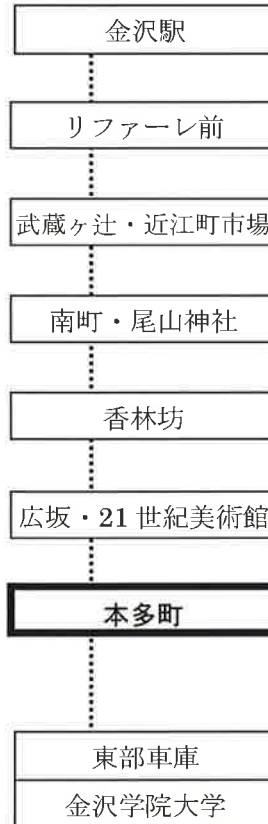 金沢駅
リファーレ前
武蔵ヶ辻・近江町市場
南町・尾山神社
香林坊
広坂・21世紀美術館
本多町
東部車庫
金沢学院大学